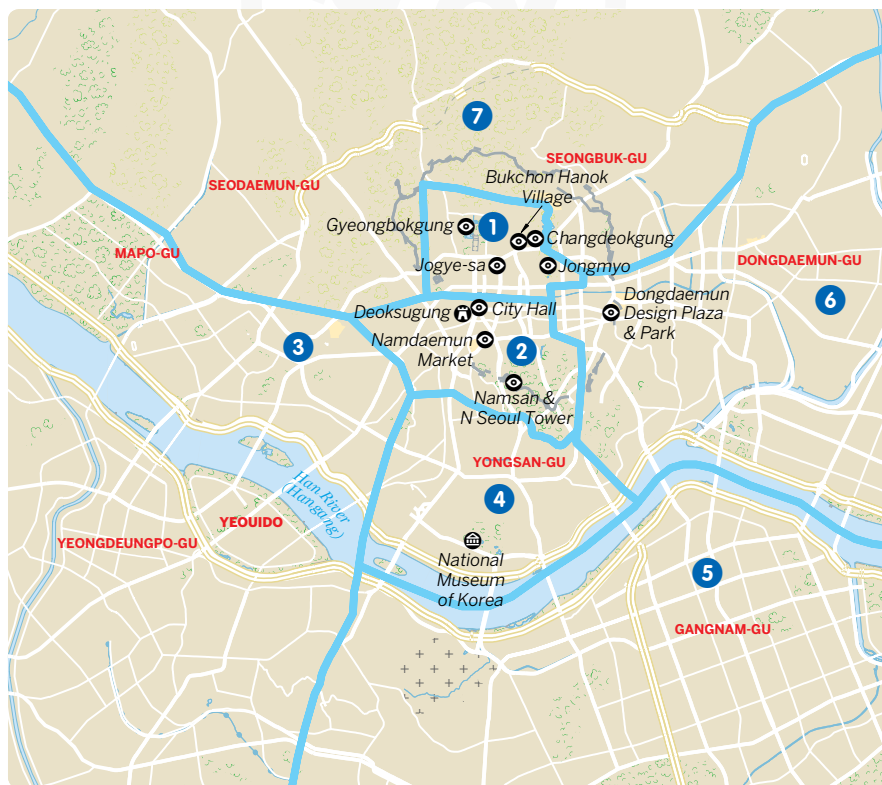 7
SEONGBUK-GU
Bukchon Hanok
Village
SEODAEMUN-GU
Gyeongbokgung
1
Changdeokgung
MAPO-GU
Jogye-sa
Jongmyo
DONGDAEMUN-GU
6
Deoksugung
City Hall
Dongdaemun
Design Plaza
& Park
Namdaemun
Market
3
2
Namsan &
N Seoul Tower
YONGSAN-GU
Han River
(Hangang)
4
YEOUIDO
YEONGDEUNGPO-GU
National
Museum
of Korea
5
GANGNAM-GU